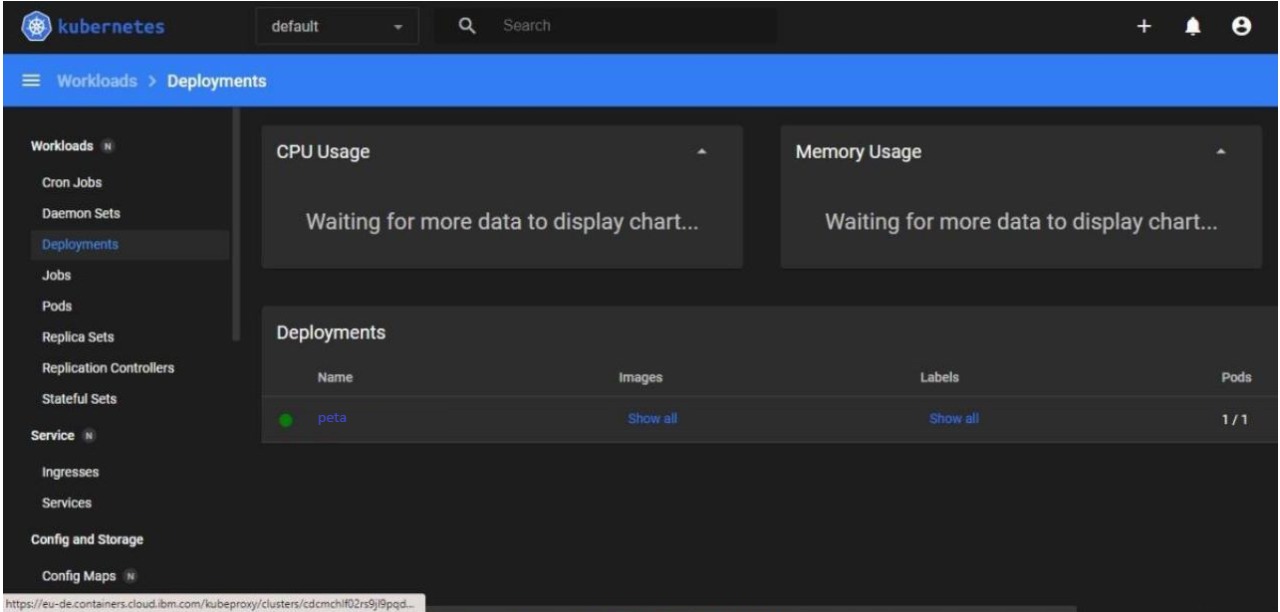 kubernetes
default
Search
Workloads > Deployments
Workloads N
Cron Jobs
Daemon Sets
Deployments
Jobs
Pods
Replica Sets
Replication Controllers
Stateful Sets
Service N
Ingresses
Services
Config and Storage
Config Maps N
CPU Usage
Waiting for more data to display chart...
Memory Usage
Waiting for more data to display chart...
Deployments
Name Images Labels Pods
peta Show all Show all 1 / 1
https://eu-de.containers.cloud.ibm.com/kubeproxy/clusters/cdcmchlf02rs9jl9pqd...